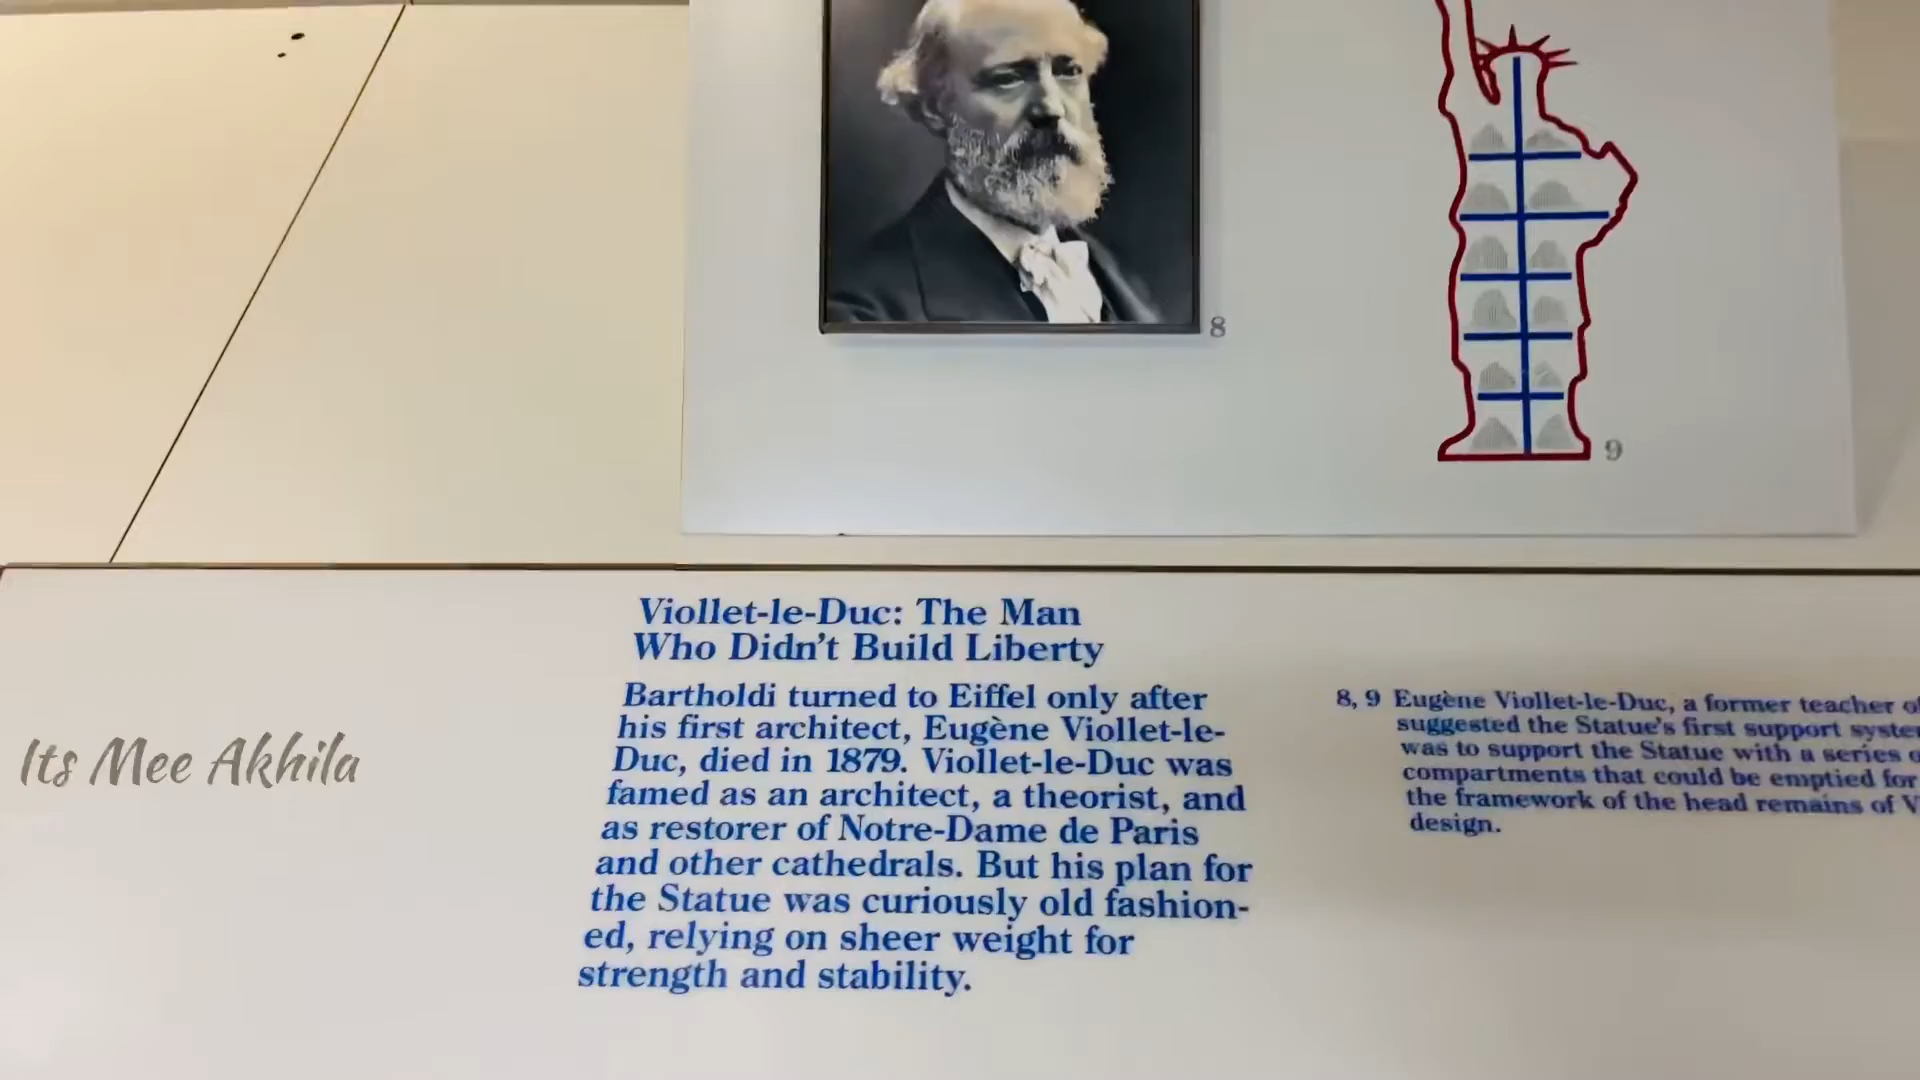 8
9
Viollet-le-Duc: The Man
Who Didn't Build Liberty
Bartholdi turned to Eiffel only after
his first architect, Eugène Viollet-le-
Duc, died in 1879. Viollet-le-Duc was
famed as an architect, a theorist, and
as restorer of Notre-Dame de Paris
and other cathedrals. But his plan for
the Statue was curiously old fashion-
ed, relying on sheer weight for
strength and stability.
8, 9 Eugène Viollet-le-Duc, a former teacher
suggested the Statue's first support
was to support the Statue with a series
compartments that could be emptied for
the framework of the head remains of
design.
Its Mee Akhila